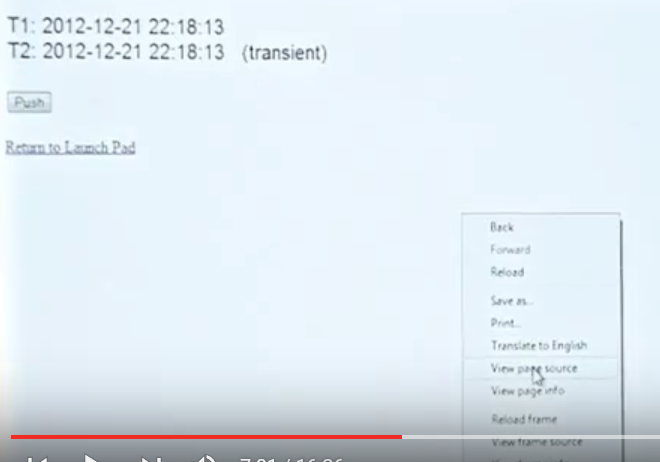 T1: 2012-12-21 22:18:13
T2: 2012-12-21 22:18:13 (transient)
Push
Return to Launch Pad
Back
Forward
Reload
Save as...
Print...
Translate to English
View page source
View page info
Reload frame
View frame source